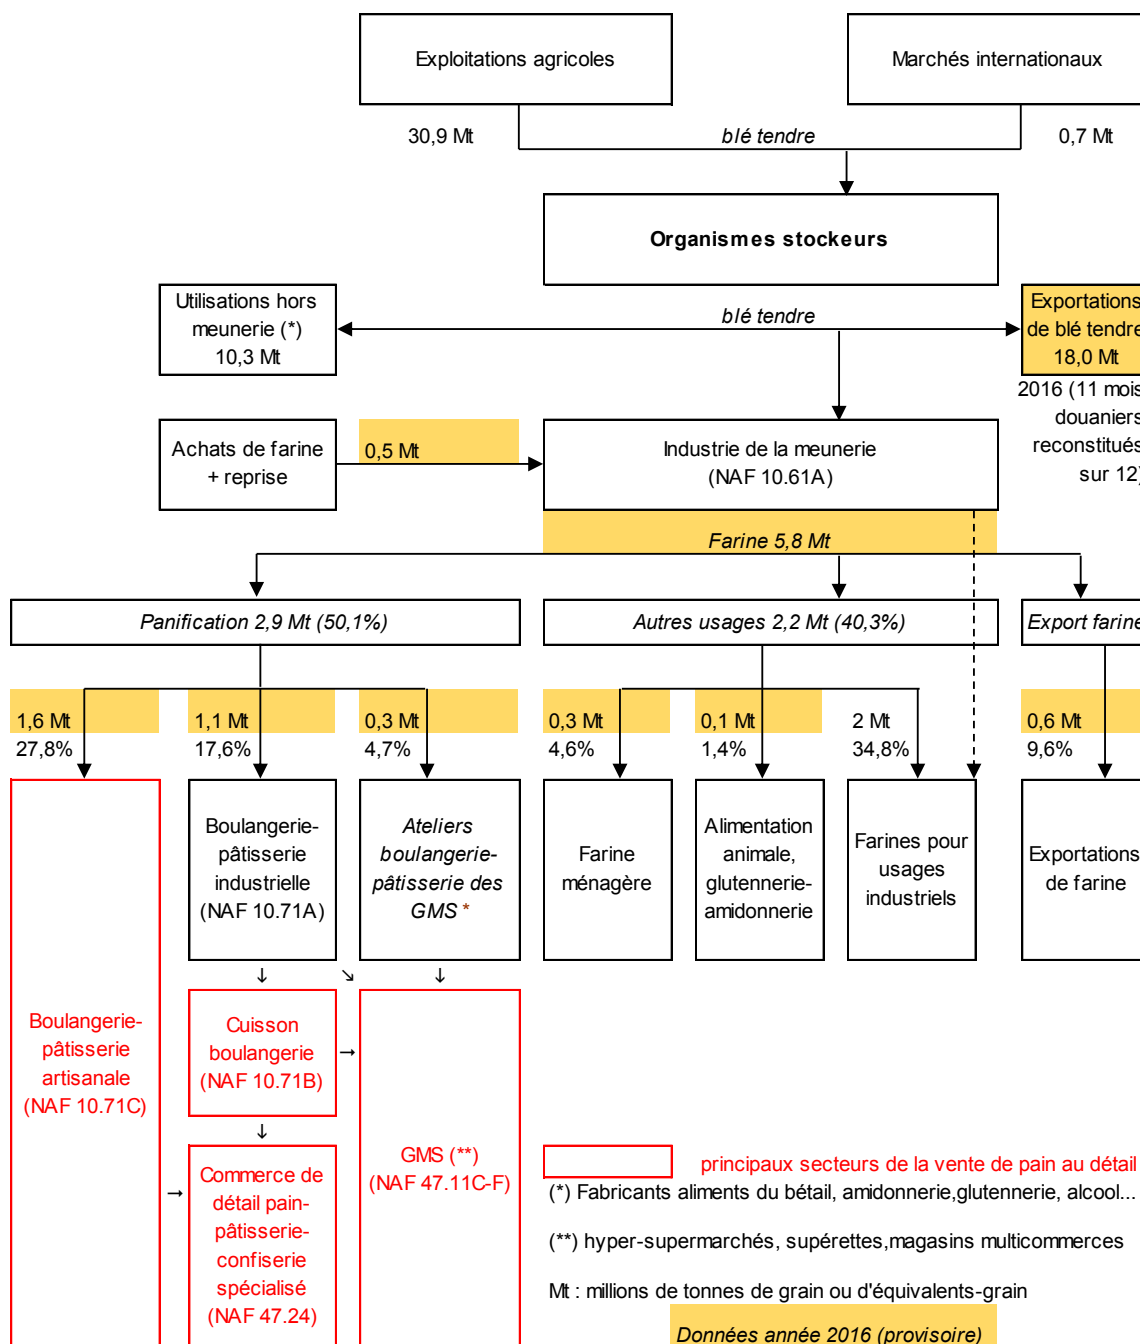 Exploitations agricoles
Marchés internationaux
30,9 Mt
blé tendre
0,7 Mt
Organismes stockeurs
Utilisations hors
meunerie (*)
10,3 Mt
blé tendre
Exportations
de blé tendre
18,0 Mt
2016 (11 mois
douaniers
reconstitués
sur 12)
Achats de farine
+ reprise
0,5 Mt
Industrie de la meunerie
(NAF 10.61A)
Farine 5,8 Mt
Panification 2,9 Mt (50,1%)
Autres usages 2,2 Mt (40,3%)
Export farine
1,6 Mt
27,8%
1,1 Mt
17,6%
0,3 Mt
4,7%
0,3 Mt
4,6%
0,1 Mt
1,4%
2 Mt
34,8%
0,6 Mt
9,6%
Boulangerie-
pâtisserie
industrielle
(NAF 10.71A)
Ateliers
boulangerie-
pâtisserie des
GMS *
Farine
ménagère
Alimentation
animale,
glutennerie-
amidonnerie
Farines pour
usages
industriels
Exportations
de farine
Boulangerie-
pâtisserie
artisanale
(NAF 10.71C)
Cuisson
boulangerie
(NAF 10.71B)
GMS (**)
(NAF 47.11C-F)
Commerce de
détail pain-
pâtisserie-
confiserie
spécialisé
(NAF 47.24)
principaux secteurs de la vente de pain au détail
(*) Fabricants aliments du bétail, amidonnerie,glutennerie, alcool...
(**) hyper-supermarchés, supérettes,magasins multicommerces
Mt : millions de tonnes de grain ou d'équivalents-grain
Données année 2016 (provisoire)